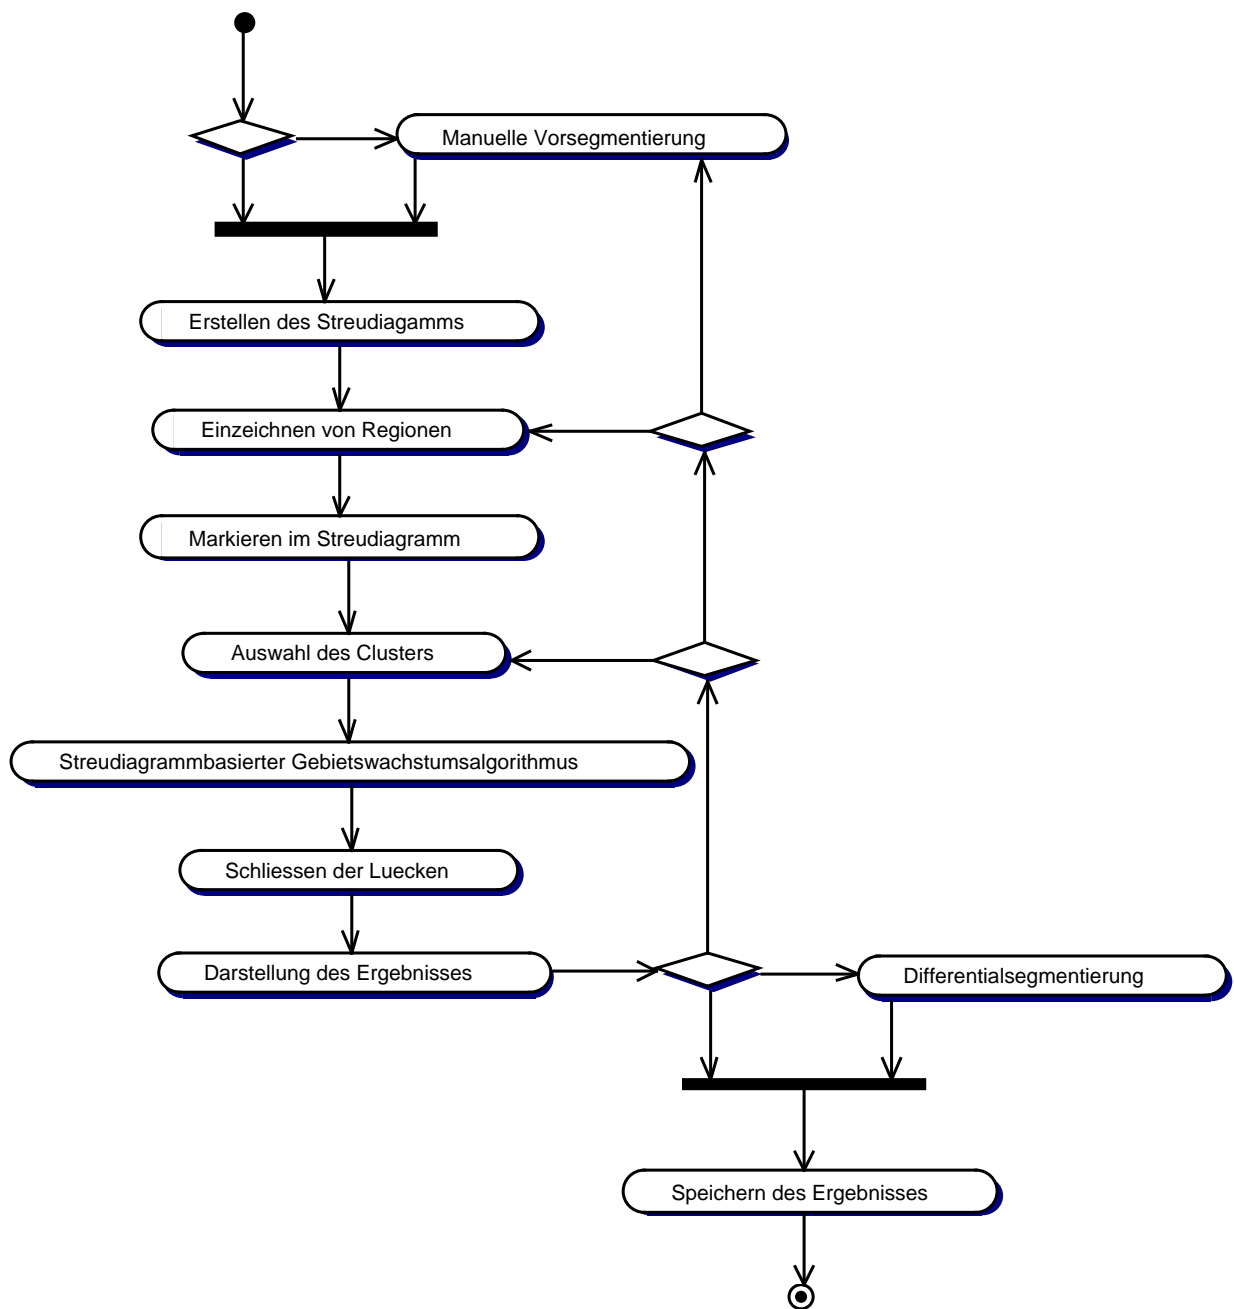 Manuelle Vorsegmentierung
Erstellen des Streudiagamms
Einzeichnen von Regionen
Markieren im Streudiagramm
Auswahl des Clusters
Streudiagrammbasierter Gebietswachstumsalgorithmus
Schliessen der Luecken
Darstellung des Ergebnisses
Differentialsegmentierung
Speichern des Ergebnisses